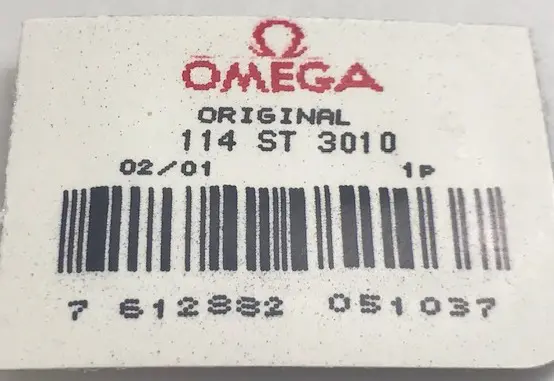 Ω
OMEGA
ORIGINAL
114 ST 3010
02/01 1P
7 612882 051037